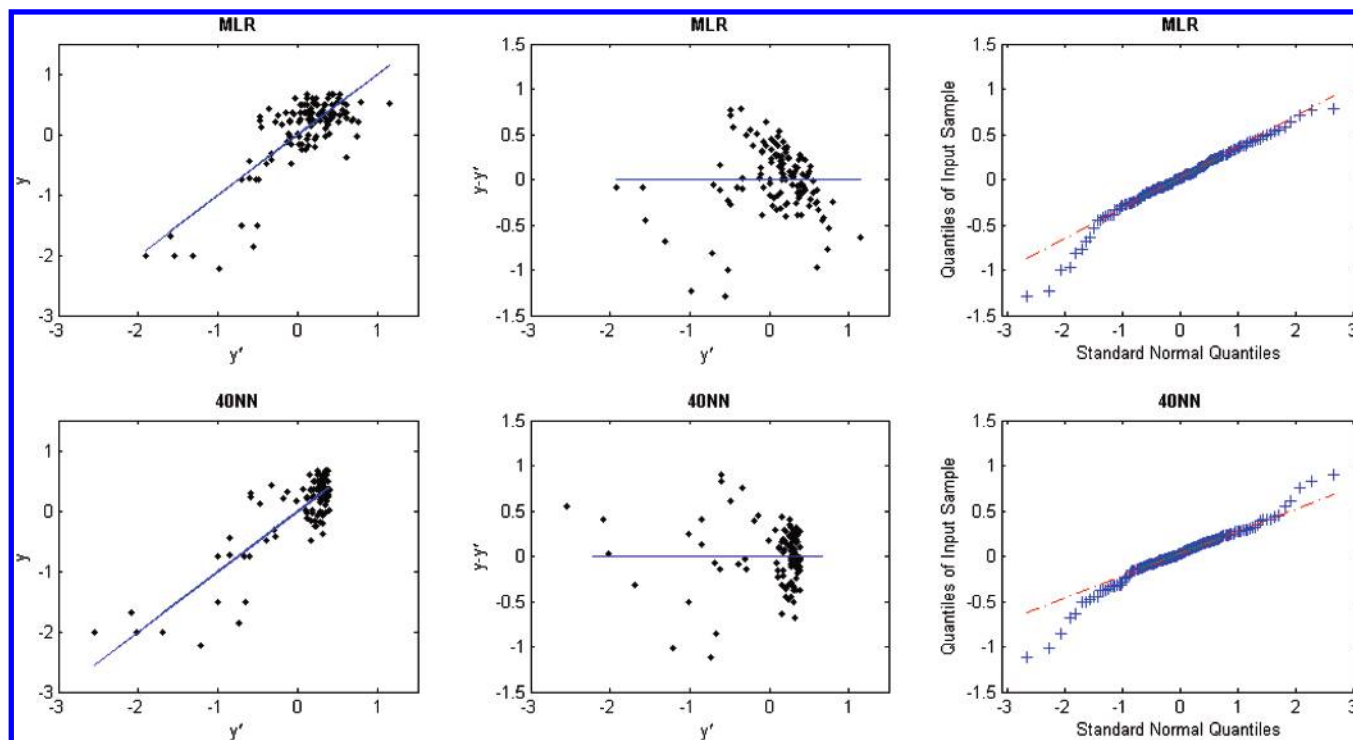 MLR
1
0
-1
-2
-3
-3 -2 -1 0 1
y
y′
MLR
1.5
1
0.5
0
-0.5
-1
-1.5
-3 -2 -1 0 1
y-y′
y′
MLR
1.5
1
0.5
0
-0.5
-1
-1.5
-3 -2 -1 0 1 2 3
Quantiles of Input Sample
Standard Normal Quantiles
40NN
1
0
-1
-2
-3
-3 -2 -1 0 1
y
y′
40NN
1.5
1
0.5
0
-0.5
-1
-1.5
-3 -2 -1 0 1
y-y′
y′
40NN
1.5
1
0.5
0
-0.5
-1
-1.5
-3 -2 -1 0 1 2 3
Quantiles of Input Sample
Standard Normal Quantiles